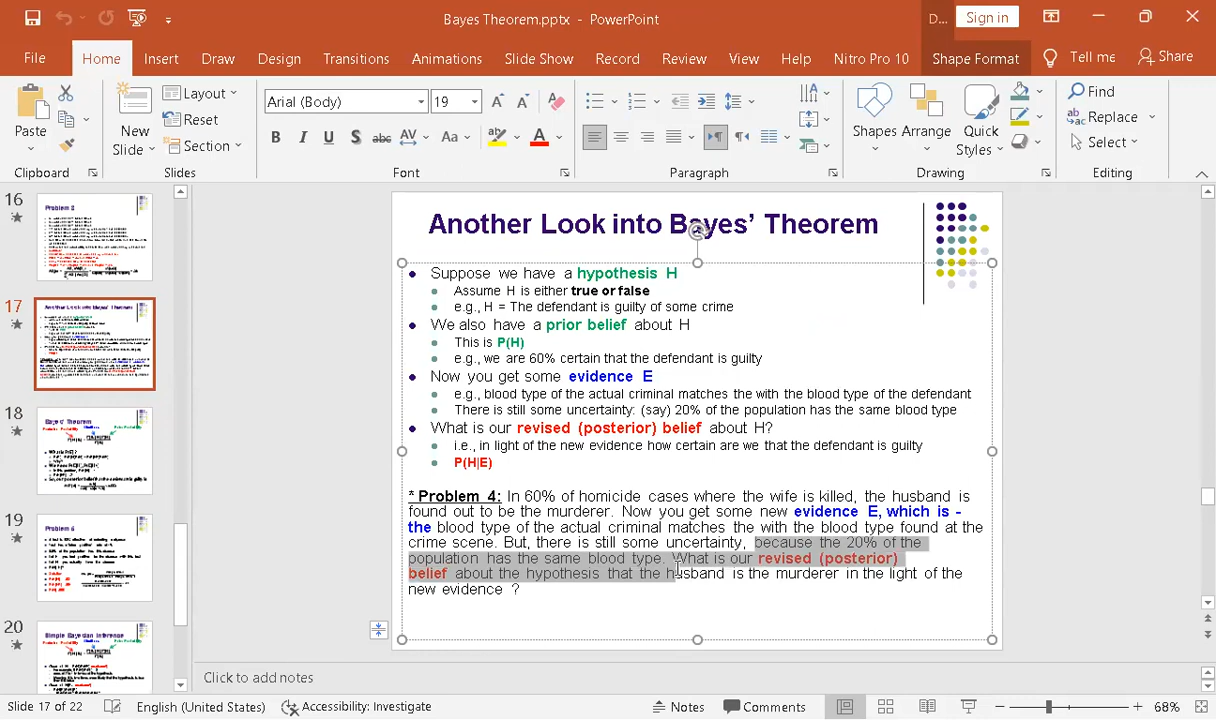 Bayes Theorem.pptx - PowerPoint
D... Sign in
File Home Insert Draw Design Transitions Animations Slide Show Record Review View Help Nitro Pro 10 Shape Format Tell me Share
Paste
Clipboard
New Slide
Layout
Reset
Section
Slides
Arial (Body) 19
B I U S abc AV Aa A
Font
Paragraph
Shapes Arrange Quick Styles
Drawing
Find
Replace
Select
Editing
16
17
18
19
20
Another Look into Bayes’ Theorem
Suppose we have a hypothesis H
Assume H is either true or false
e.g., H = The defendant is guilty of some crime
We also have a prior belief about H
This is P(H)
e.g., we are 60% certain that the defendant is guilty
Now you get some evidence E
e.g., blood type of the actual criminal matches the with the blood type of the defendant
There is still some uncertainty: (say) 20% of the population has the same blood type
What is our revised (posterior) belief about H?
i.e., in light of the new evidence how certain are we that the defendant is guilty
P(H|E)
* Problem 4: In 60% of homicide cases where the wife is killed, the husband is
found out to be the murderer. Now you get some new evidence E, which is -
the blood type of the actual criminal matches the with the blood type found at the
crime scene. But, there is still some uncertainty, because the 20% of the
population has the same blood type. What is our revised (posterior)
belief about the hypothesis that the husband is the murderer in the light of the
new evidence ?
Click to add notes
Slide 17 of 22 English (United States) Accessibility: Investigate Notes Comments 68%